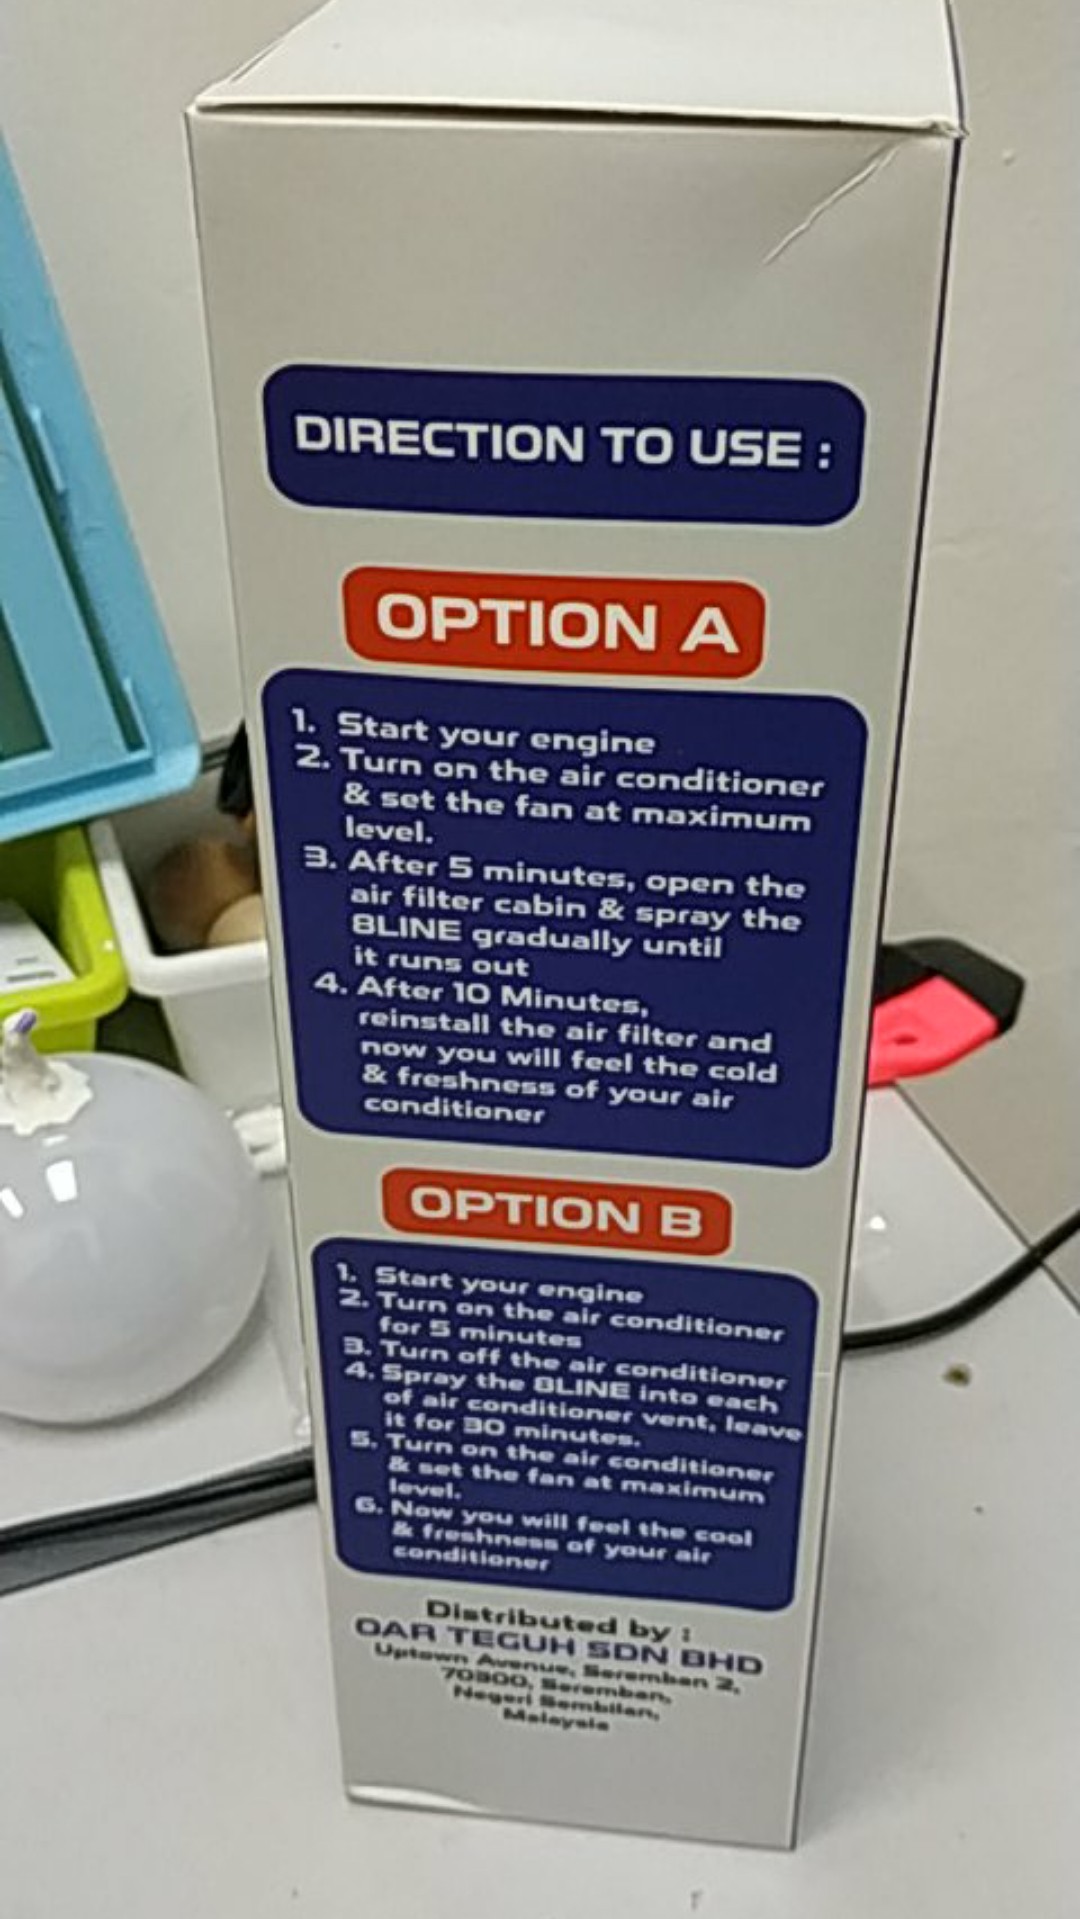 DIRECTION TO USE :
OPTION A
1. Start your engine
2. Turn on the air conditioner
& set the fan at maximum
level.
3. After 5 minutes, open the
air filter cabin & spray the
BLINE gradually until
it runs out
4. After 10 Minutes,
reinstall the air filter and
now you will feel the cold
& freshness of your air
conditioner
OPTION B
1. Start your engine
2. Turn on the air conditioner
for 5 minutes
3. Turn off the air conditioner
4. Spray the BLINE into each
of air conditioner vent, leave
it for 30 minutes.
5. Turn on the air conditioner
& set the fan at maximum
level.
6. Now you will feel the cool
& freshness of your air
conditioner
Distributed by :
OAR TEGUH SDN BHD
Uptown Avenue, Seremban 2,
70300, Seremban,
Negeri Sembilan,
Malaysia